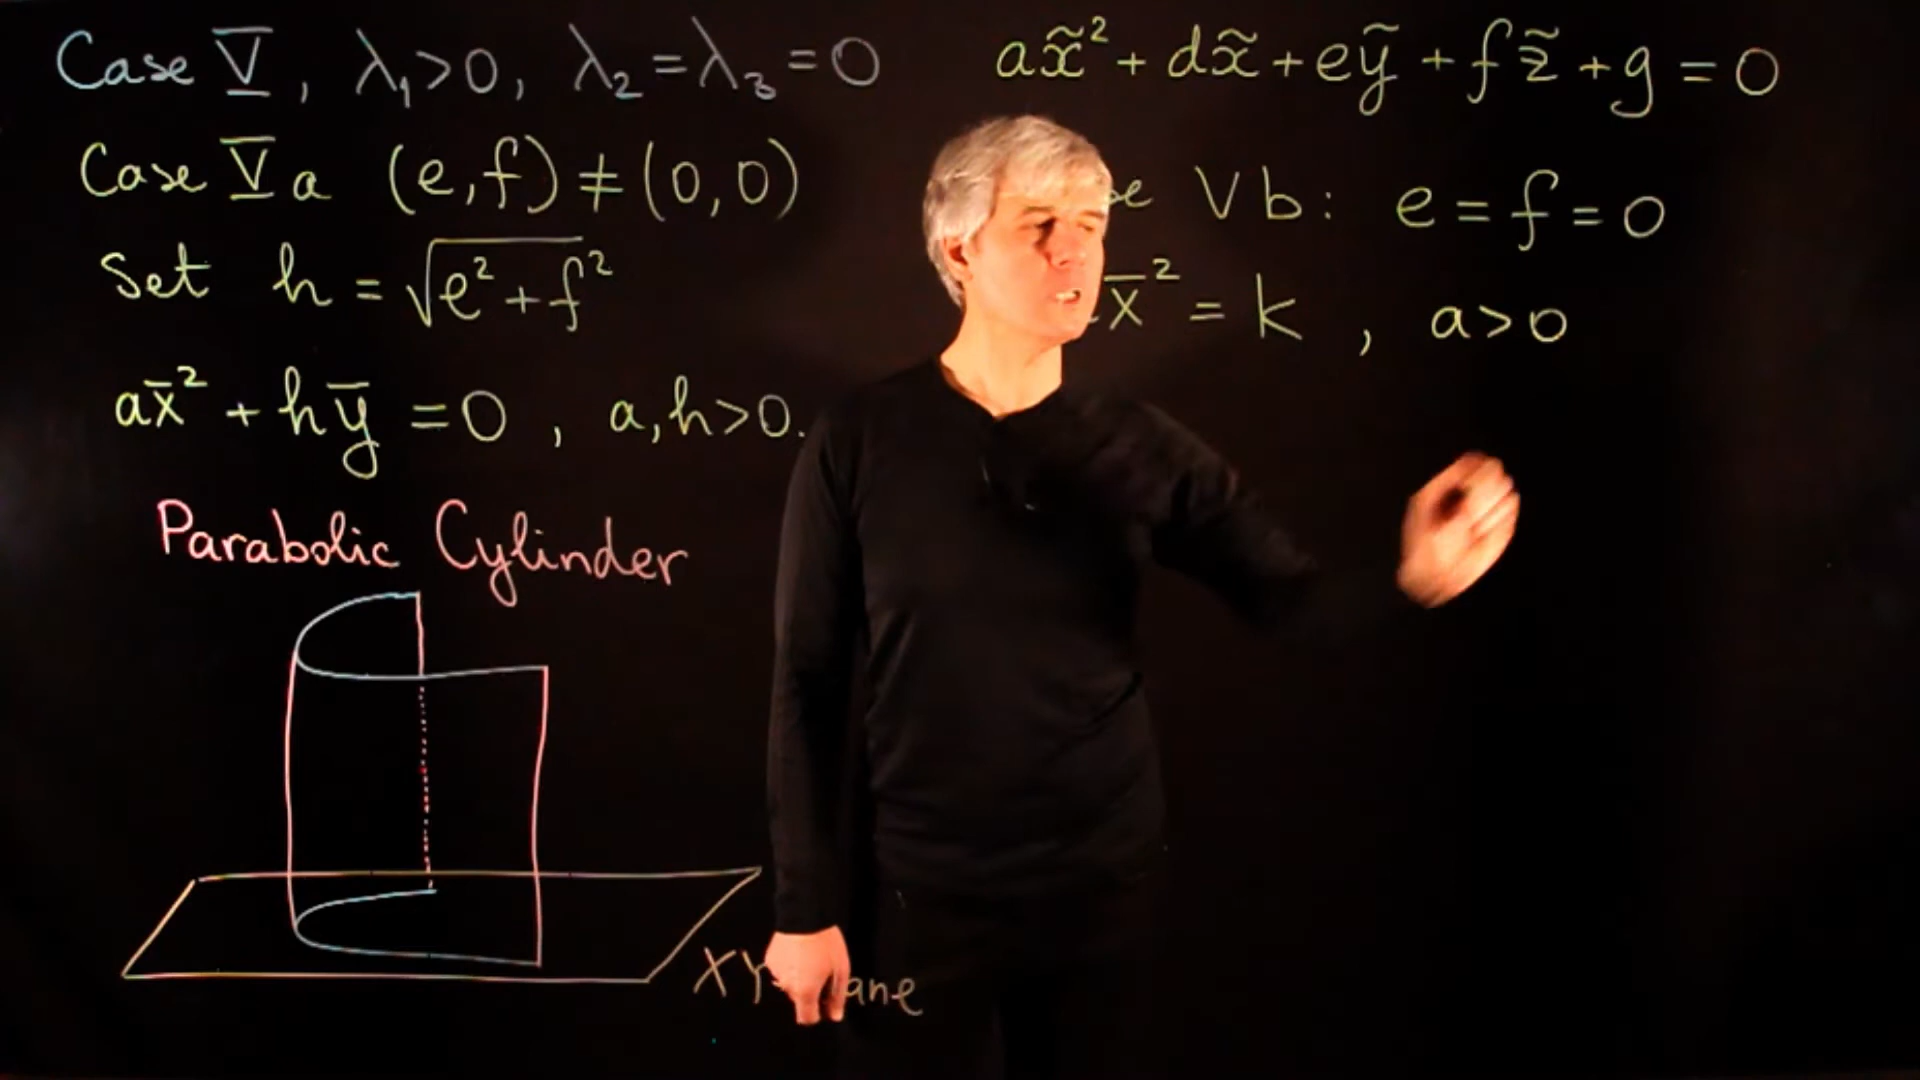 Case V, λ₁>0, λ₂=λ₃=0
Case V a (e,f)≠(0,0)
Set h = √(e²+f²)
ax̄² + hȳ = 0, a,h>0.
Parabolic Cylinder
XY
ax̃² + dx̃ + eỹ + fz̃ + g = 0
Vb: e = f = 0
x̄² = k, a>0